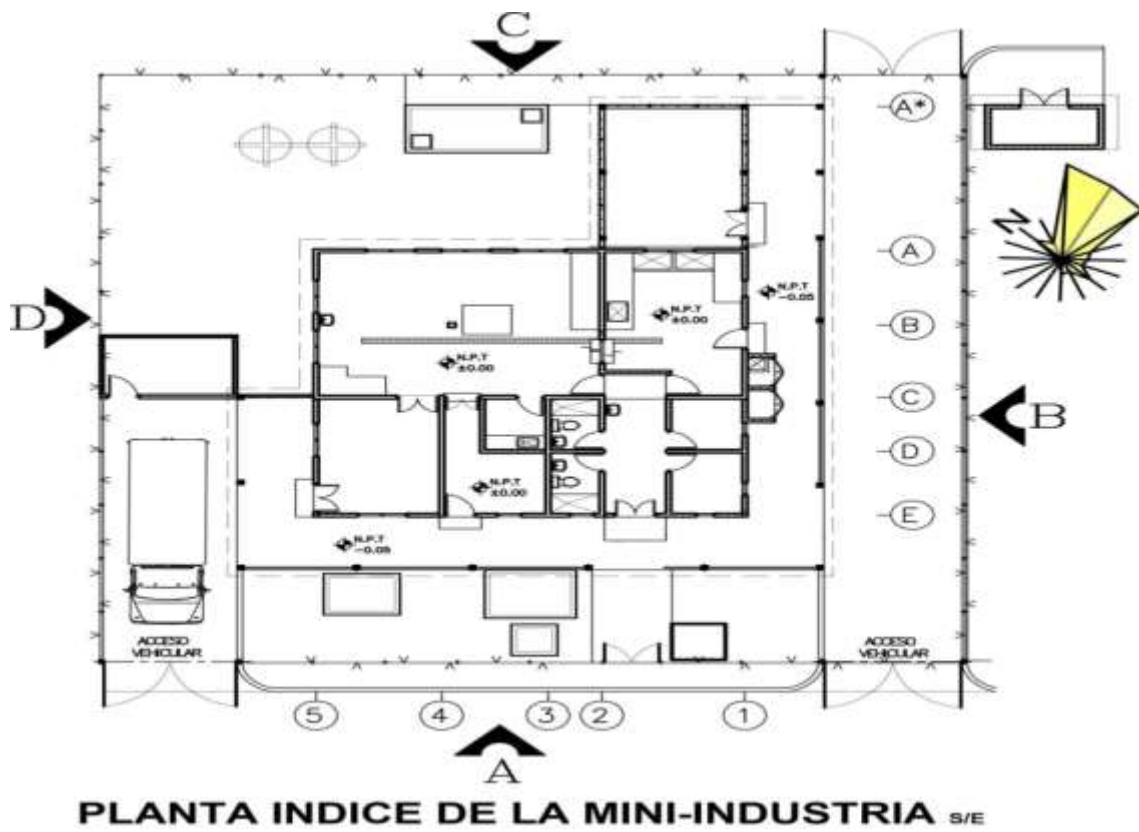 C
A*
N
A
N.P.T
-0.05
D
N.P.T
±0.00
B
N.P.T
±0.00
C
B
D
N.P.T
±0.00
E
N.P.T
-0.05
ACCESO
VEHICULAR
ACCESO
VEHICULAR
5 4 3 2 1
A
PLANTA INDICE DE LA MINI-INDUSTRIA S/E